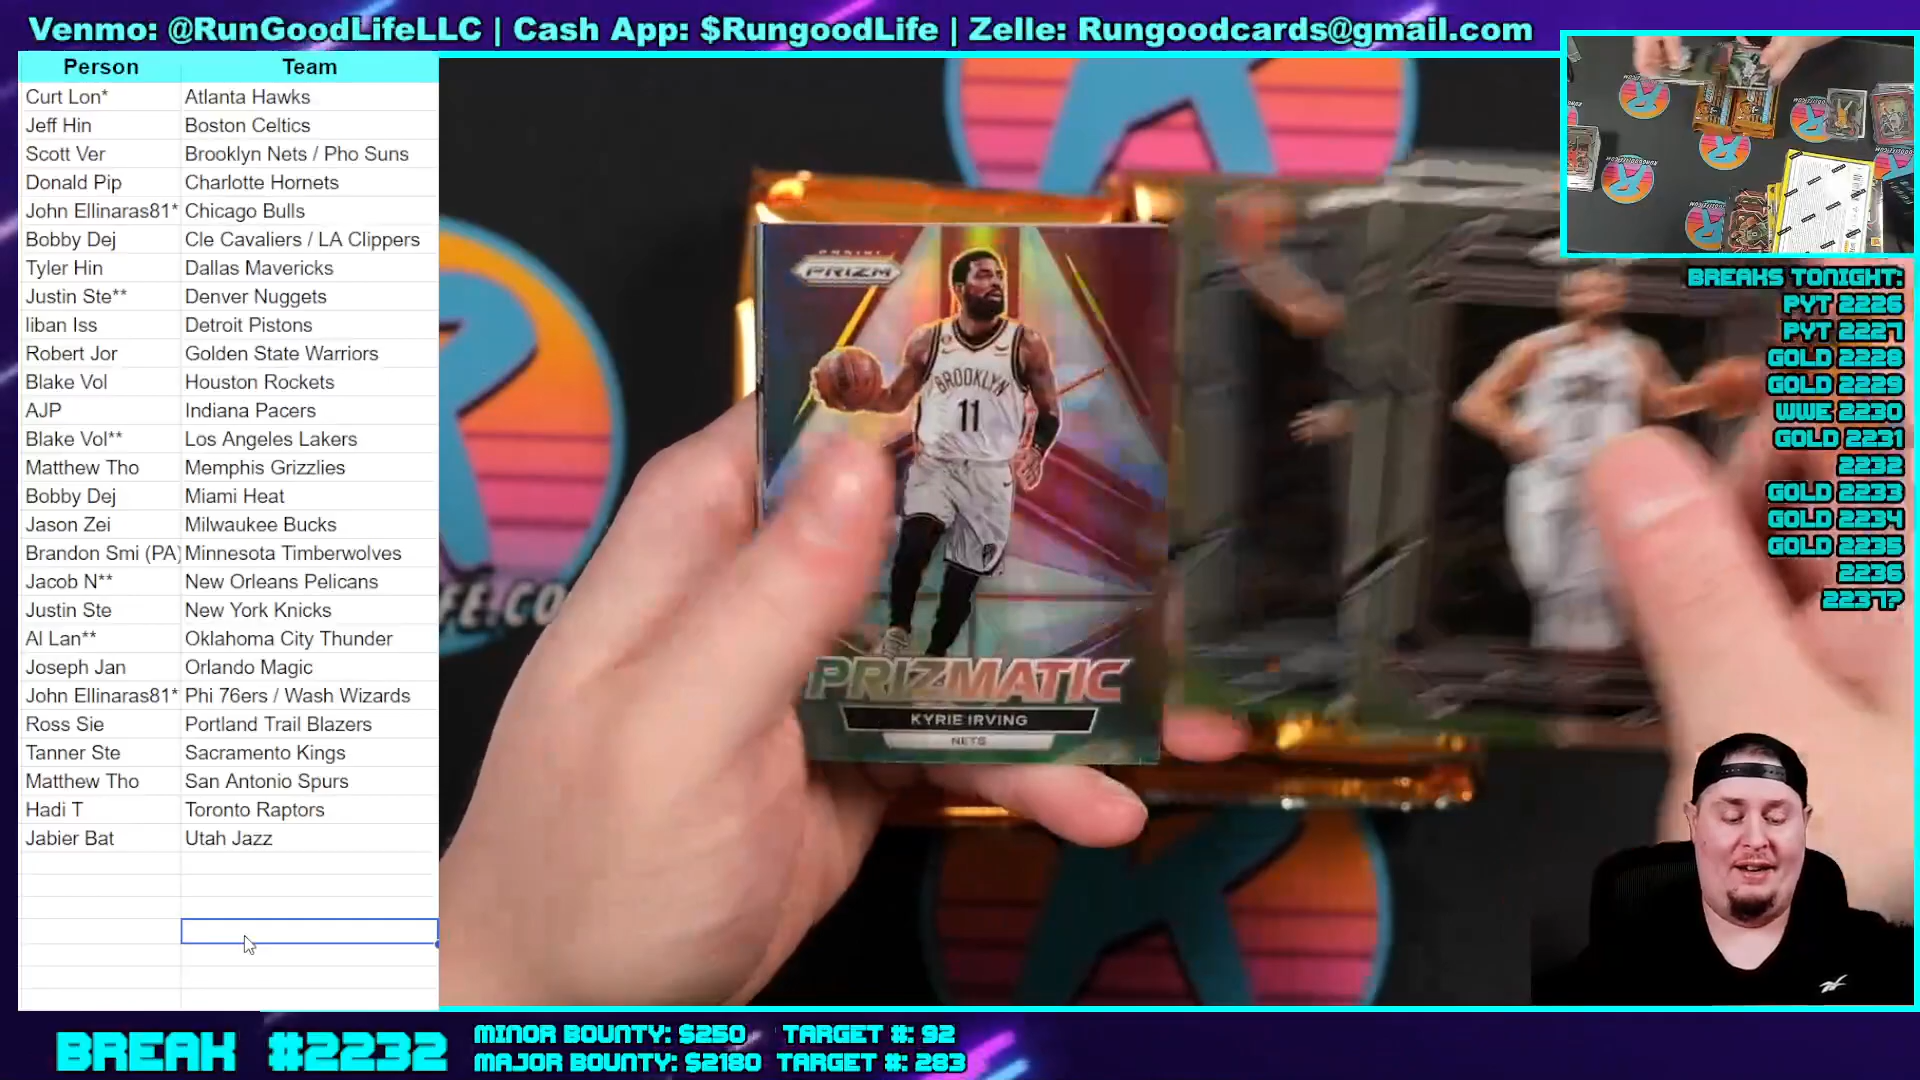 Venmo: @RunGoodLifeLLC | Cash App: $RungoodLife | Zelle: Rungoodcards@gmail.com
Person Team
Curt Lon* Atlanta Hawks
Jeff Hin Boston Celtics
Scott Ver Brooklyn Nets / Pho Suns
Donald Pip Charlotte Hornets
John Ellinaras81* Chicago Bulls
Bobby Dej Cle Cavaliers / LA Clippers
Tyler Hin Dallas Mavericks
Justin Ste** Denver Nuggets
liban Iss Detroit Pistons
Robert Jor Golden State Warriors
Blake Vol Houston Rockets
AJP Indiana Pacers
Blake Vol** Los Angeles Lakers
Matthew Tho Memphis Grizzlies
Bobby Dej Miami Heat
Jason Zei Milwaukee Bucks
Brandon Smi (PA) Minnesota Timberwolves
Jacob N** New Orleans Pelicans
Justin Ste New York Knicks
Al Lan** Oklahoma City Thunder
Joseph Jan Orlando Magic
John Ellinaras81* Phi 76ers / Wash Wizards
Ross Sie Portland Trail Blazers
Tanner Ste Sacramento Kings
Matthew Tho San Antonio Spurs
Hadi T Toronto Raptors
Jabier Bat Utah Jazz
PANINI
PRIZM
BROOKLYN
11
PRIZMATIC
KYRIE IRVING
NETS
FE.CO
BREAKS TONIGHT:
PYT 2226
PYT 2227
GOLD 2228
GOLD 2229
WWE 2230
GOLD 2231
2232
GOLD 2233
GOLD 2234
GOLD 2235
2236
2237?
BREAK #2232
MINOR BOUNTY: $250 TARGET #: 92
MAJOR BOUNTY: $2180 TARGET #: 283